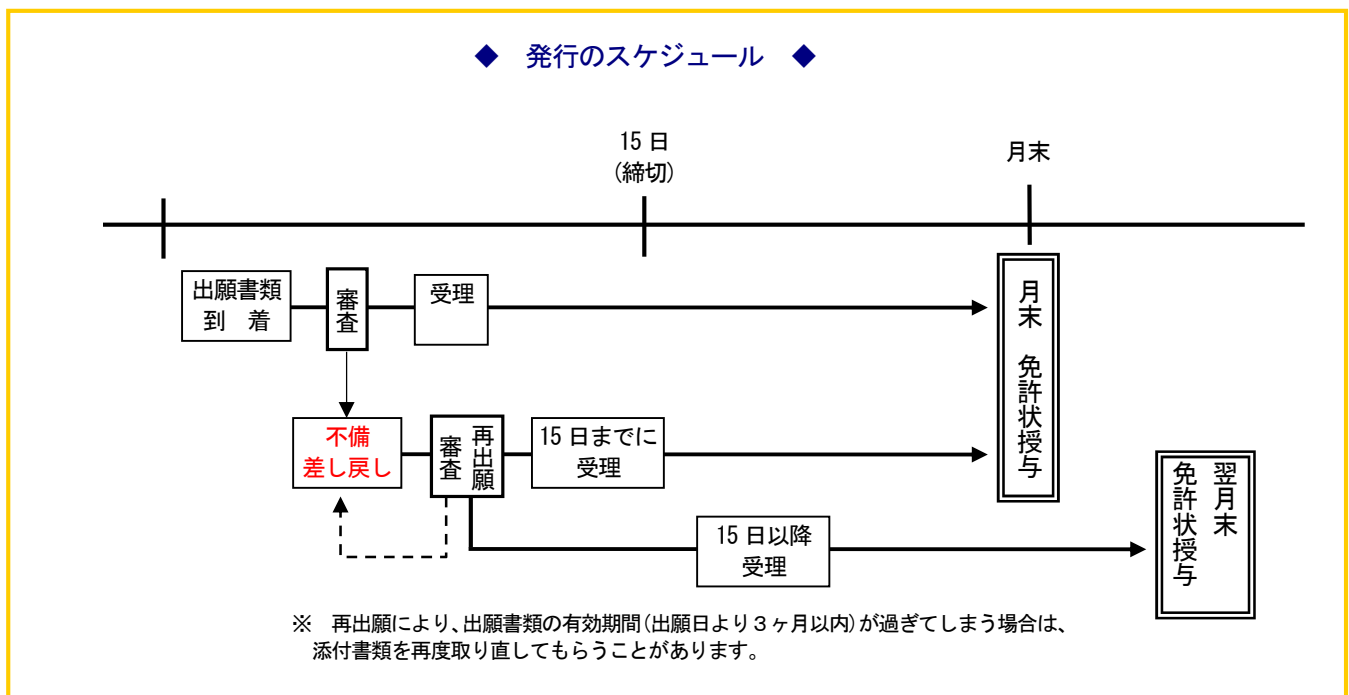 ◆ 発行のスケジュール ◆
15日
(締切)
月末
出願書類
到 着
審査
受理
月末 免許状授与
不備
差し戻し
再出願
審査
15日までに
受理
15日以降
受理
翌月末
免許状授与
※ 再出願により、出願書類の有効期間(出願日より3ヶ月以内)が過ぎてしまう場合は、
添付書類を再度取り直してもらうことがあります。